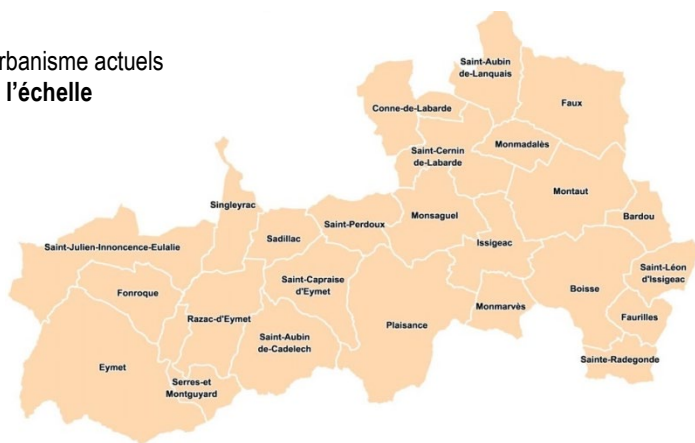 rbanisme actuels
l'échelle
Saint-Aubin
de-Lanquais
Conne-de-Labarde
Faux
Saint-Cernin
de-Labarde
Monmadalès
Singleyrac
Montaut
Saint-Perdoux
Monsaguel
Bardou
Saint-Julien-Innoncence-Eulalie
Sadillac
Issigeac
Saint-Léon
d'Issigeac
Saint-Capraise
d'Eymet
Boisse
Fonroque
Monmarvès
Faurilles
Razac-d'Eymet
Plaisance
Saint-Aubin
de-Cadelech
Sainte-Radegonde
Eymet
Serres-et
Montguyard